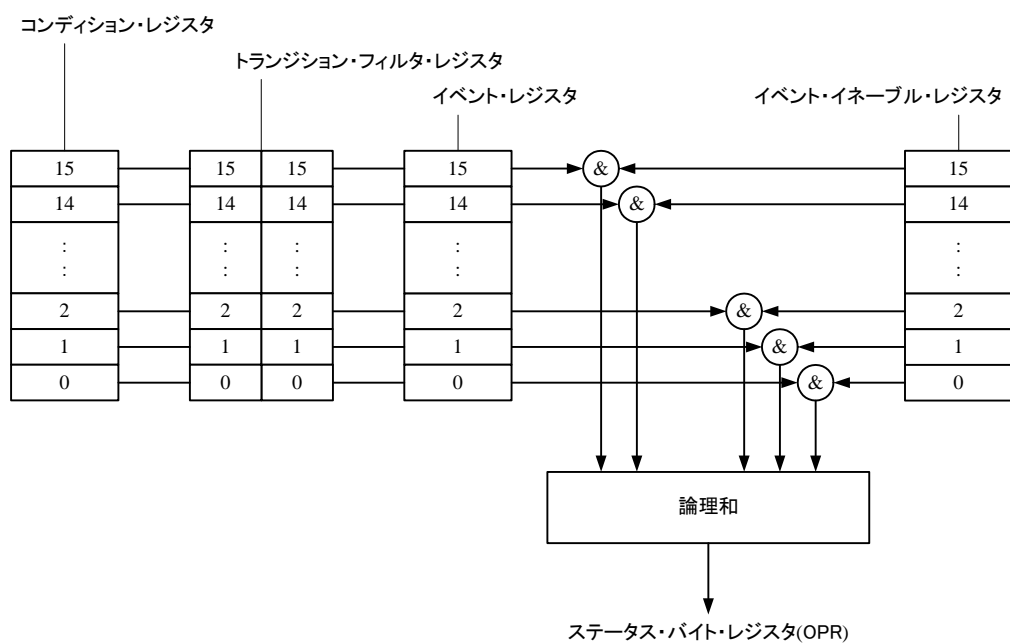 コンディション・レジスタ
トランジション・フィルタ・レジスタ
イベント・レジスタ
イベント・イネーブル・レジスタ
15 15 15 15 & 15
14 14 14 14 & 14
: : : : :
: : : : :
2 2 2 2 & 2
1 1 1 1 & 1
0 0 0 0 & 0
論理和
ステータス・バイト・レジスタ(OPR)